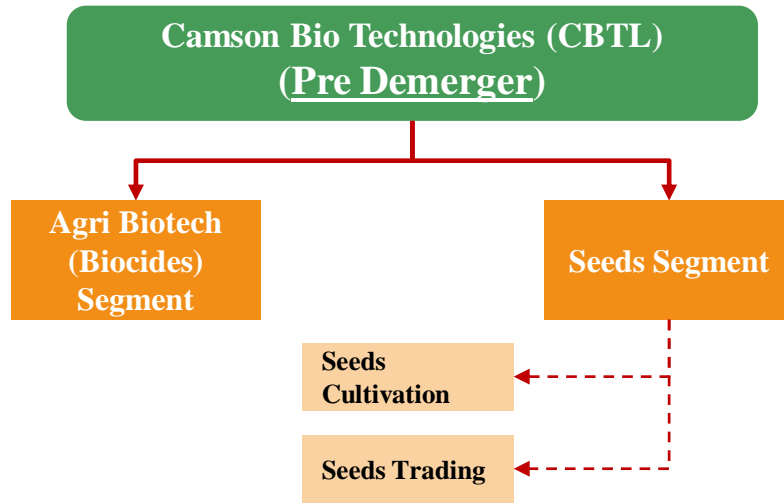 Camson Bio Technologies (CBTL)
(Pre Demerger)
Agri Biotech
(Biocides)
Segment
Seeds Segment
Seeds
Cultivation
Seeds Trading